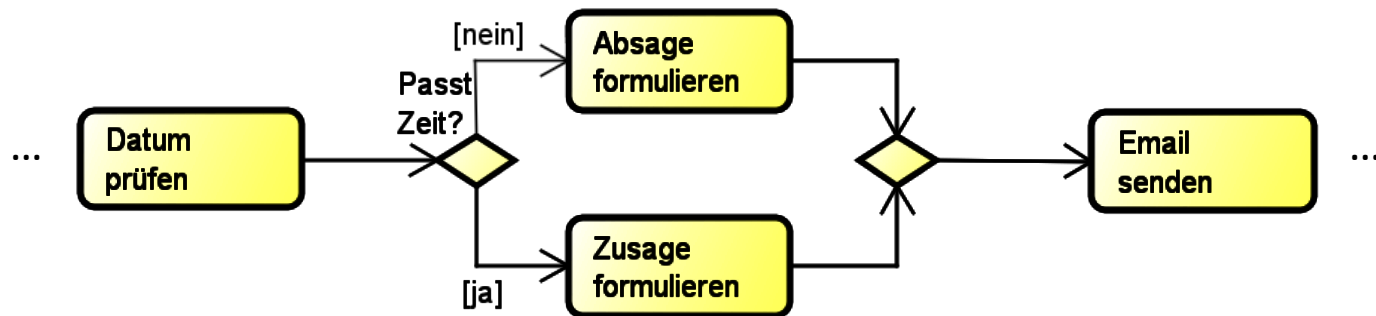 ...
Datum
prüfen
Passt
Zeit?
[nein]
Absage
formulieren
[ja]
Zusage
formulieren
Email
senden
...